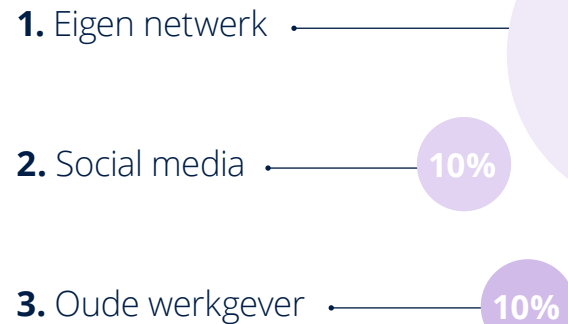 1. Eigen netwerk
2. Social media 10%
3. Oude werkgever 10%